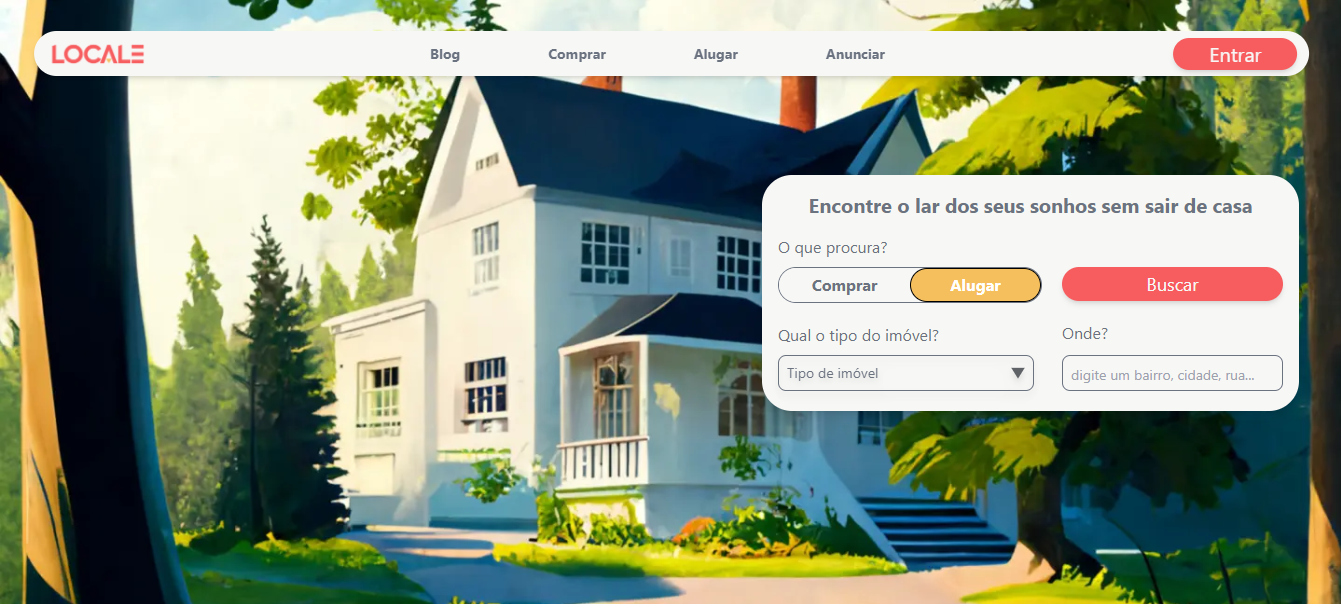 LOCALE
Blog Comprar Alugar Anunciar
Entrar
Encontre o lar dos seus sonhos sem sair de casa
O que procura?
Comprar Alugar
Buscar
Qual o tipo do imóvel?
Onde?
Tipo de imóvel
digite um bairro, cidade, rua...